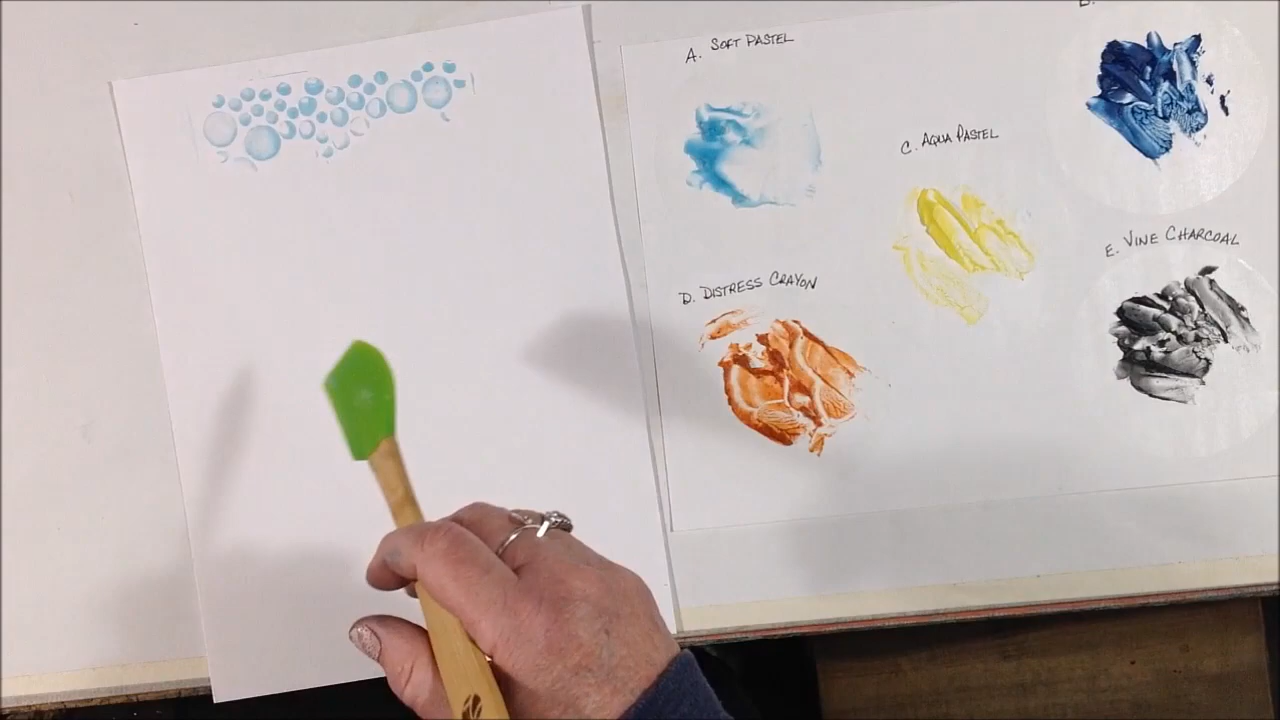 A. SOFT PASTEL
C. AQUA PASTEL
D. DISTRESS CRAYON
E. VINE CHARCOAL